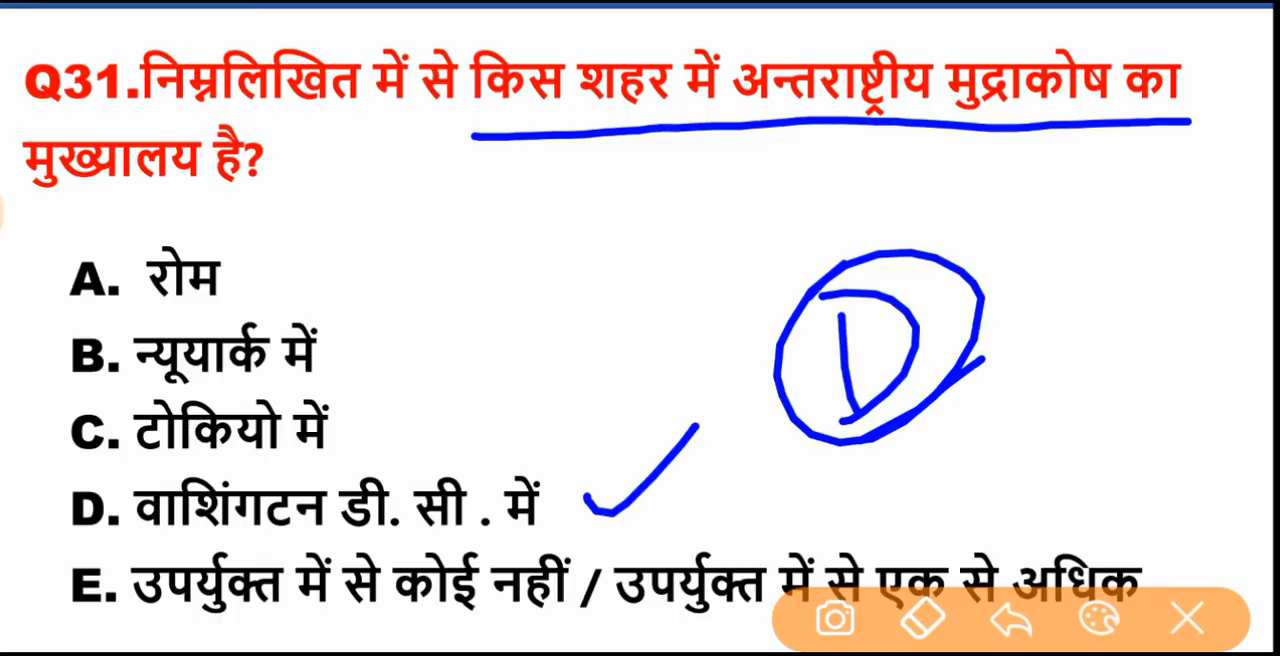 Q31.निम्नलिखित में से किस शहर में अन्तराष्ट्रीय मुद्राकोष का
मुख्यालय है?
A. रोम
B. न्यूयार्क में
D
C. टोकियो में
D. वाशिंगटन डी. सी . में
E. उपर्युक्त में से कोई नहीं / उपर्युक्त में से एक से अधिक